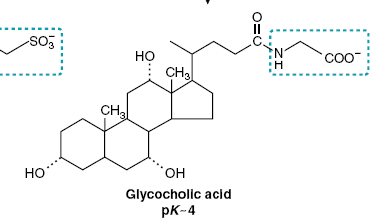 O
SO₃⁻
C
HO
CH₃
N
H
COO⁻
CH₃
HO
OH
Glycocholic acid
pK~4